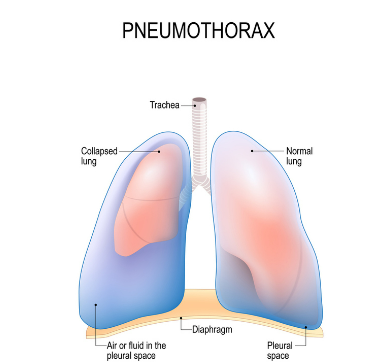 PNEUMOTHORAX
Trachea
Collapsed
lung
Normal
lung
Diaphragm
Air or fluid in the
pleural space
Pleural
space